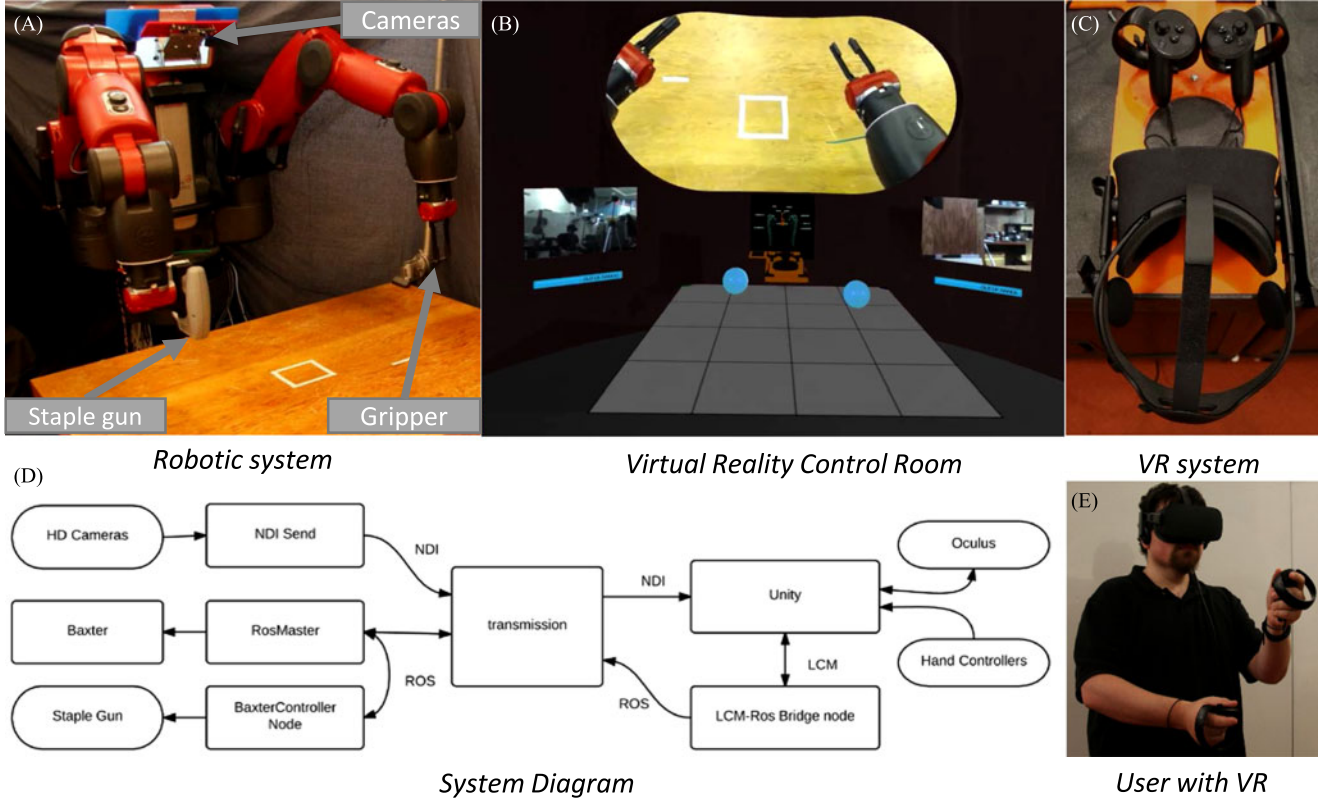 (A)
Cameras
Staple gun
Gripper
Robotic system
(B)
Virtual Reality Control Room
(C)
VR system
(D)
HD Cameras
NDI Send
NDI
Baxter
RosMaster
ROS
Staple Gun
BaxterController
Node
transmission
NDI
Unity
LCM
ROS
LCM-Ros Bridge node
Oculus
Hand Controllers
System Diagram
(E)
User with VR